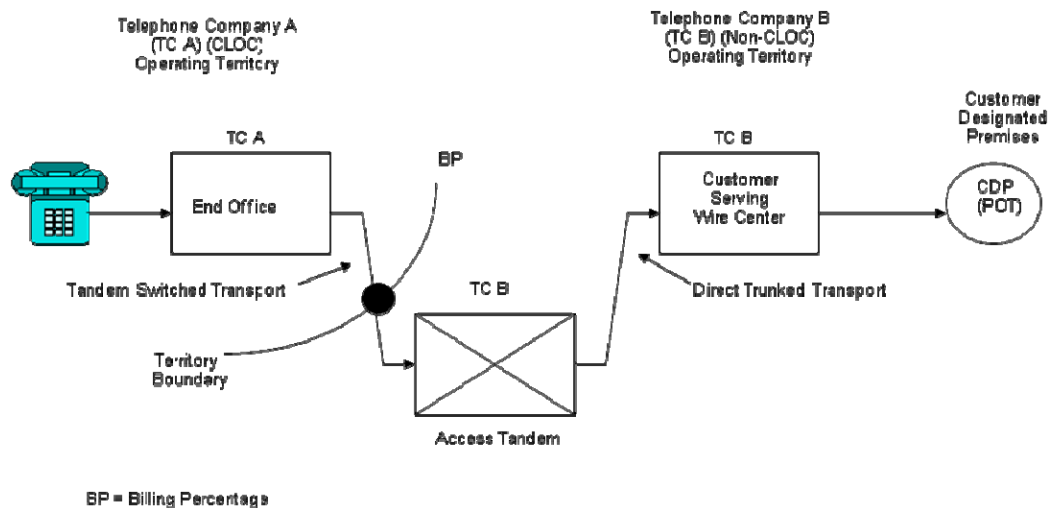 Telephone Company A
(TC A) (CLOC)
Operating Territory
Telephone Company B
(TC B) (Non-CLOC)
Operating Territory
Customer
Designated
Premises
TC A
BP
TC B
End Office
Customer
Serving
Wire Center
CDP
(POT)
Tandem Switched Transport
TC B
Direct Trunked Transport
Territory
Boundary
Access Tandem
BP = Billing Percentage